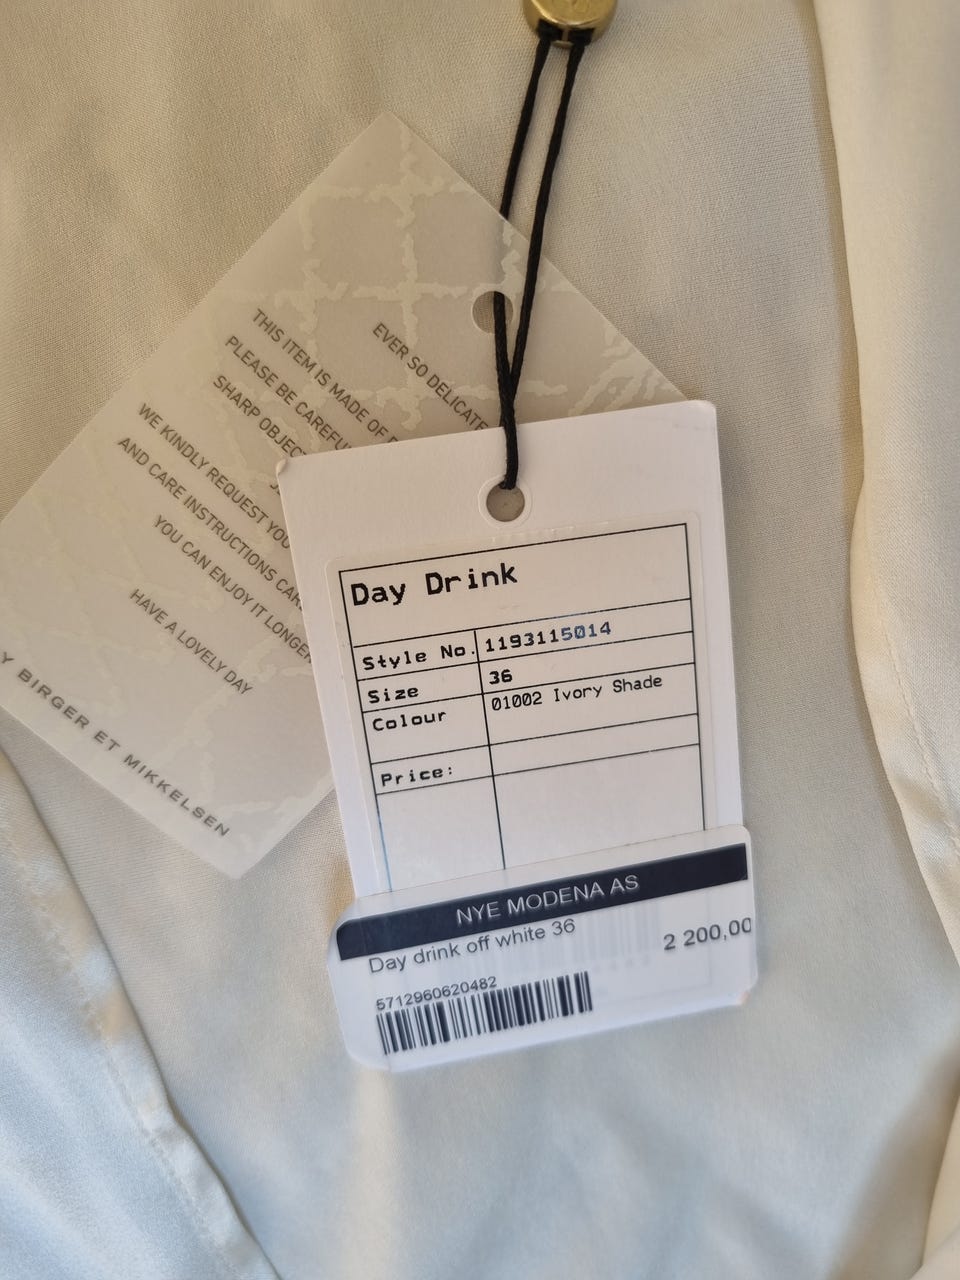 EVER SO DELICATE
THIS ITEM IS MADE OF
PLEASE BE CAREFU
SHARP OBJEC
WE KINDLY REQUEST YOU
AND CARE INSTRUCTIONS CAR
YOU CAN ENJOY IT LONGER
HAVE A LOVELY DAY
Y BIRGER ET MIKKELSEN
Day Drink
Style No. 1193115014
Size 36
Colour 01002 Ivory Shade
Price:
NYE MODENA AS
Day drink off white 36
2 200,00
5712960620482